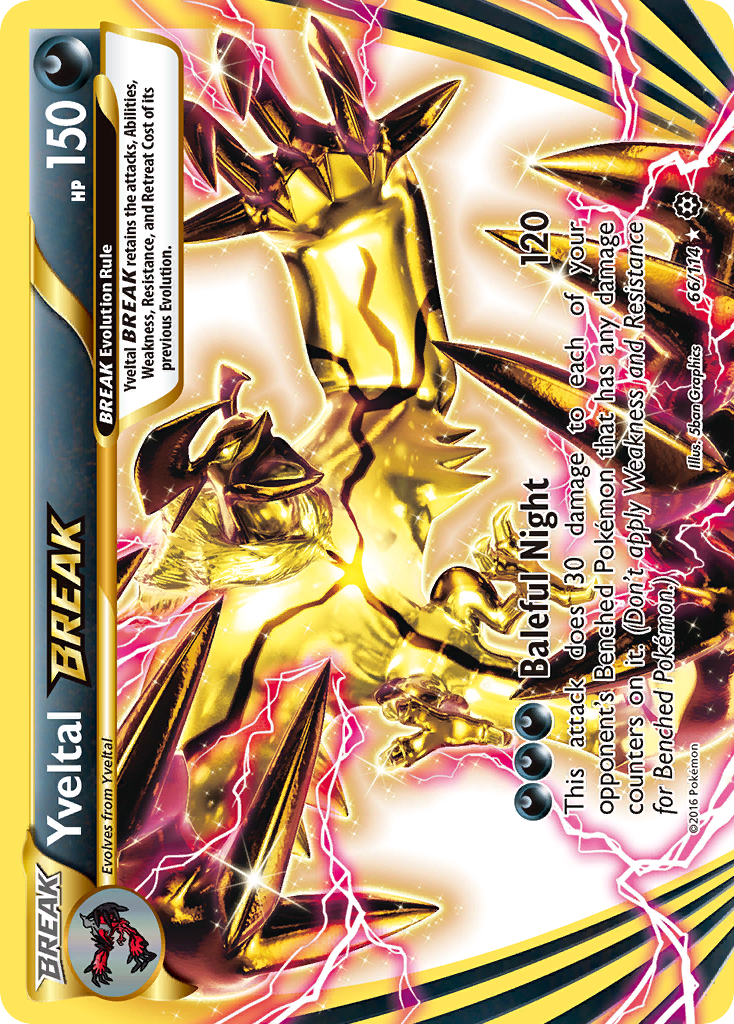 BREAK
Yveltal BREAK
HP 150
Evolves from Yveltal
BREAK Evolution Rule
Yveltal BREAK retains the attacks, Abilities,
Weakness, Resistance, and Retreat Cost of its
previous Evolution.
Baleful Night 120
This attack does 30 damage to each of your
opponent's Benched Pokémon that has any damage
counters on it. (Don't apply Weakness and Resistance
for Benched Pokémon.)
©2016 Pokémon
Illus. 5ban Graphics
66/114 ★